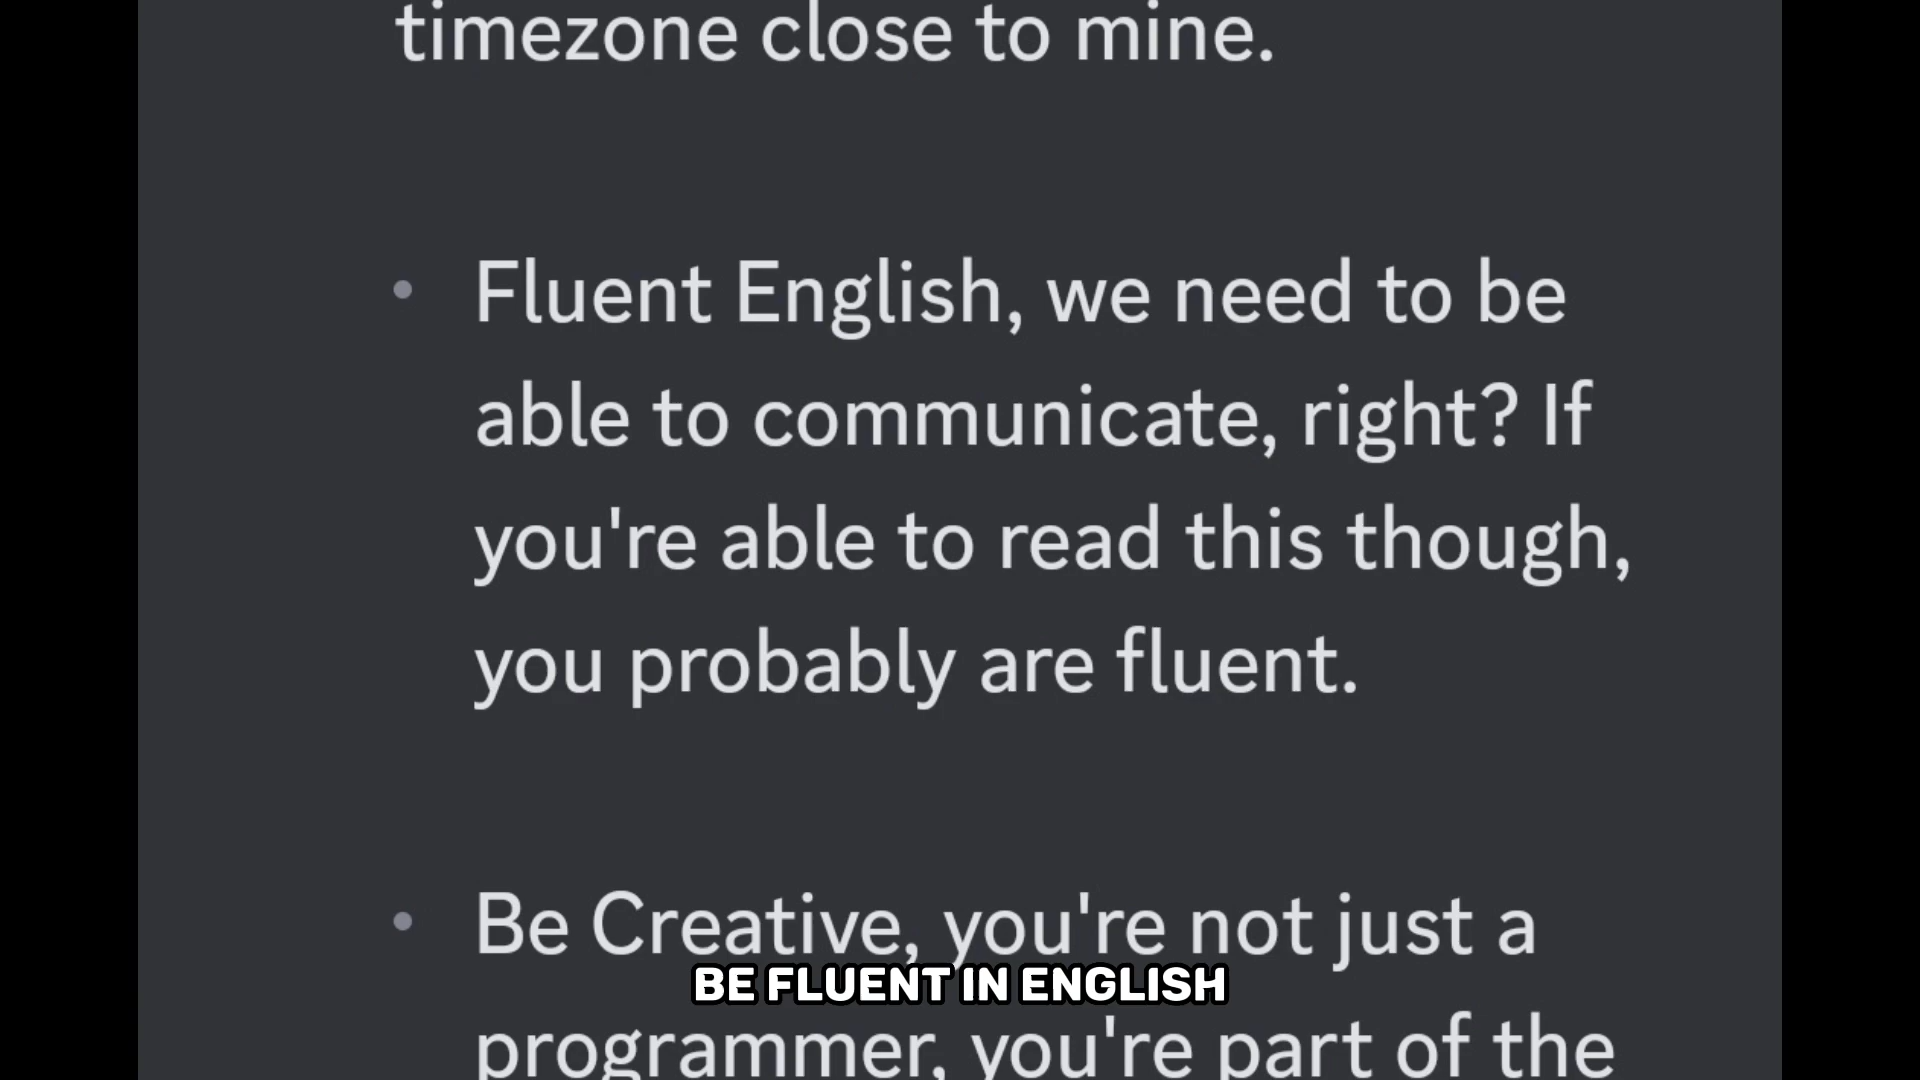 timezone close to mine.
• Fluent English, we need to be
able to communicate, right? If
you're able to read this though,
you probably are fluent.
• Be Creative, you're not just a
BE FLUENT IN ENGLISH
programmer, you're part of the